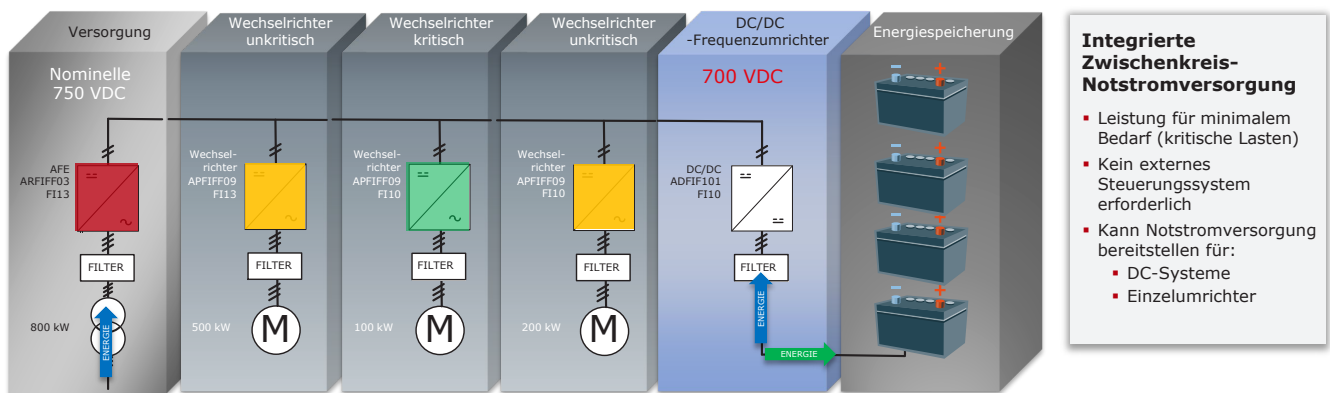 Versorgung
Nominelle
750 VDC
AFE
ARFIFF03
FI13
FILTER
800 kW
ENERGIE
Wechselrichter
unkritisch
Wechsel-
richter
APFIFF09
FI13
FILTER
500 kW
M
Wechselrichter
kritisch
Wechsel-
richter
APFIFF09
FI10
FILTER
100 kW
M
Wechselrichter
unkritisch
Wechsel-
richter
APFIFF09
FI10
FILTER
200 kW
M
DC/DC
-Frequenzumrichter
700 VDC
DC/DC
ADFIF101
FI10
FILTER
ENERGIE
ENERGIE
Energiespeicherung
Integrierte
Zwischenkreis-
Notstromversorgung
▪ Leistung für minimalem
Bedarf (kritische Lasten)
▪ Kein externes
Steuerungssystem
erforderlich
▪ Kann Notstromversorgung
bereitstellen für:
▪ DC-Systeme
▪ Einzelumrichter